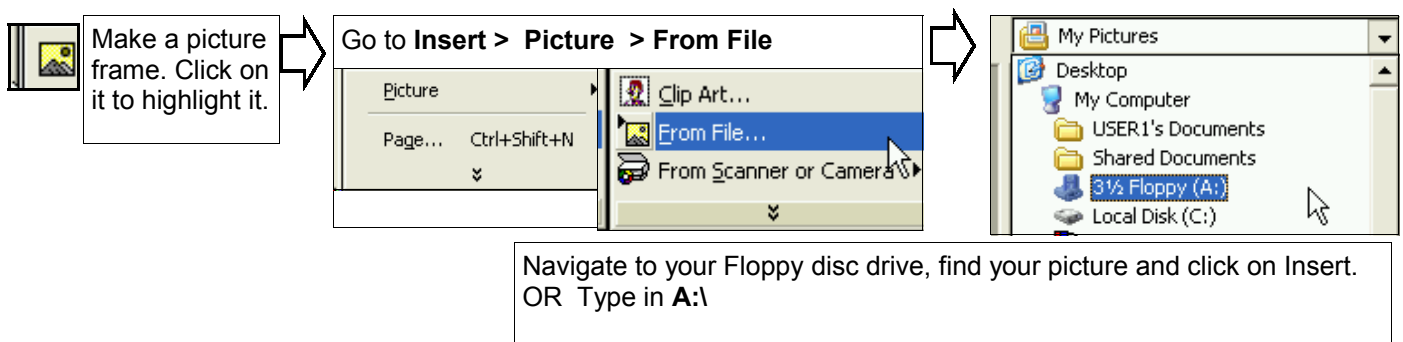 Make a picture
frame. Click on
it to highlight it.
Go to Insert > Picture > From File
Picture
Page... Ctrl+Shift+N
Clip Art...
From File...
From Scanner or Camera
My Pictures
Desktop
My Computer
USER1's Documents
Shared Documents
3½ Floppy (A:)
Local Disk (C:)
Navigate to your Floppy disc drive, find your picture and click on Insert.
OR Type in A:\